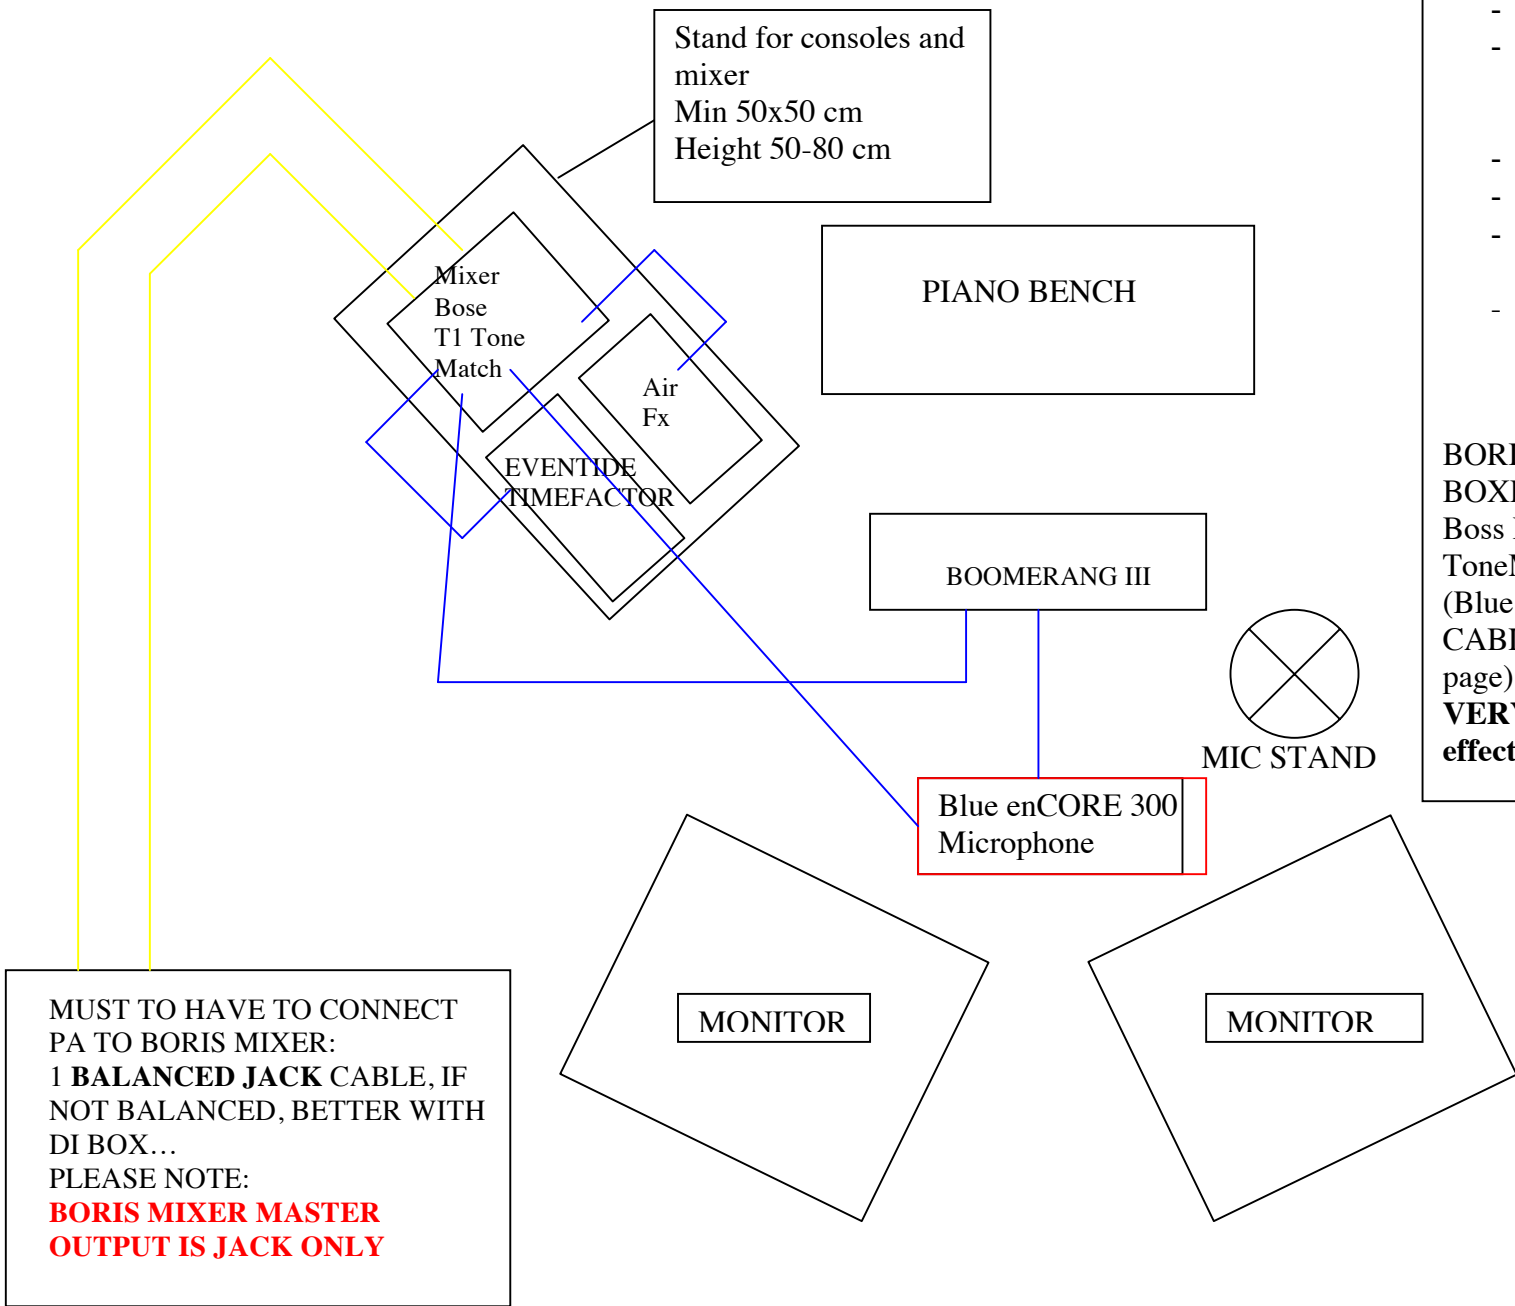 Stand for consoles and
mixer
Min 50x50 cm
Height 50-80 cm
-
-
-
-
-
-
Mixer
Bose
T1 Tone
Match
PIANO BENCH
Air
Fx
EVENTIDE
TIMEFACTOR
BOOMERANG III
MIC STAND
Blue enCORE 300
Microphone
Boss
(Blue
page)
MONITOR
MONITOR
MUST TO HAVE TO CONNECT
PA TO BORIS MIXER:
1 BALANCED JACK CABLE, IF
NOT BALANCED, BETTER WITH
DI BOX…
PLEASE NOTE:
BORIS MIXER MASTER
OUTPUT IS JACK ONLY